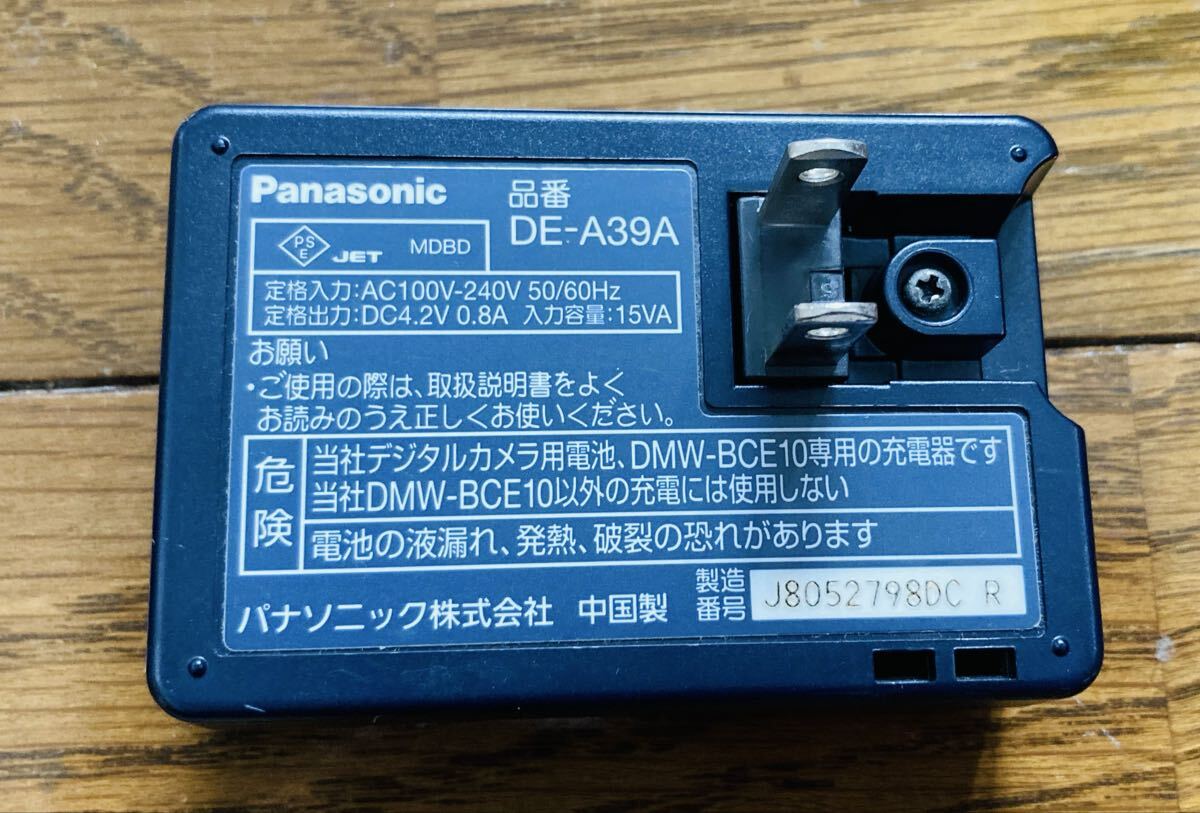 Panasonic
品番
DE-A39A
PS
E
JET
MDBD
定格入力:AC100V-240V 50/60Hz
定格出力:DC4.2V 0.8A 入力容量:15VA
お願い
・ご使用の際は、取扱説明書をよく
お読みのうえ正しくお使いください。
危険
当社デジタルカメラ用電池、DMW-BCE10専用の充電器です
当社DMW-BCE10以外の充電には使用しない
電池の液漏れ、発熱、破裂の恐れがあります
パナソニック株式会社 中国製
製造
番号
J8052798DC R